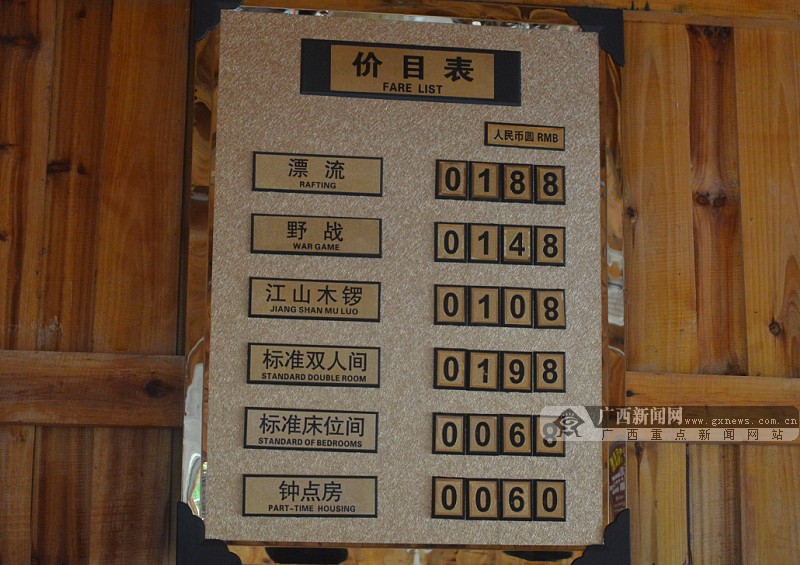 价目表
FARE LIST
人民币圆 RMB
漂流
RAFTING
0188
野战
WAR GAME
0148
江山木锣
JIANG SHAN MU LUO
0108
标准双人间
STANDARD DOUBLE ROOM
0198
标准床位间
STANDARD OF BEDROOMS
006
钟点房
PART-TIME HOUSING
0060
广西新闻网
www.gxnews.com.cn
广西重点新闻网站